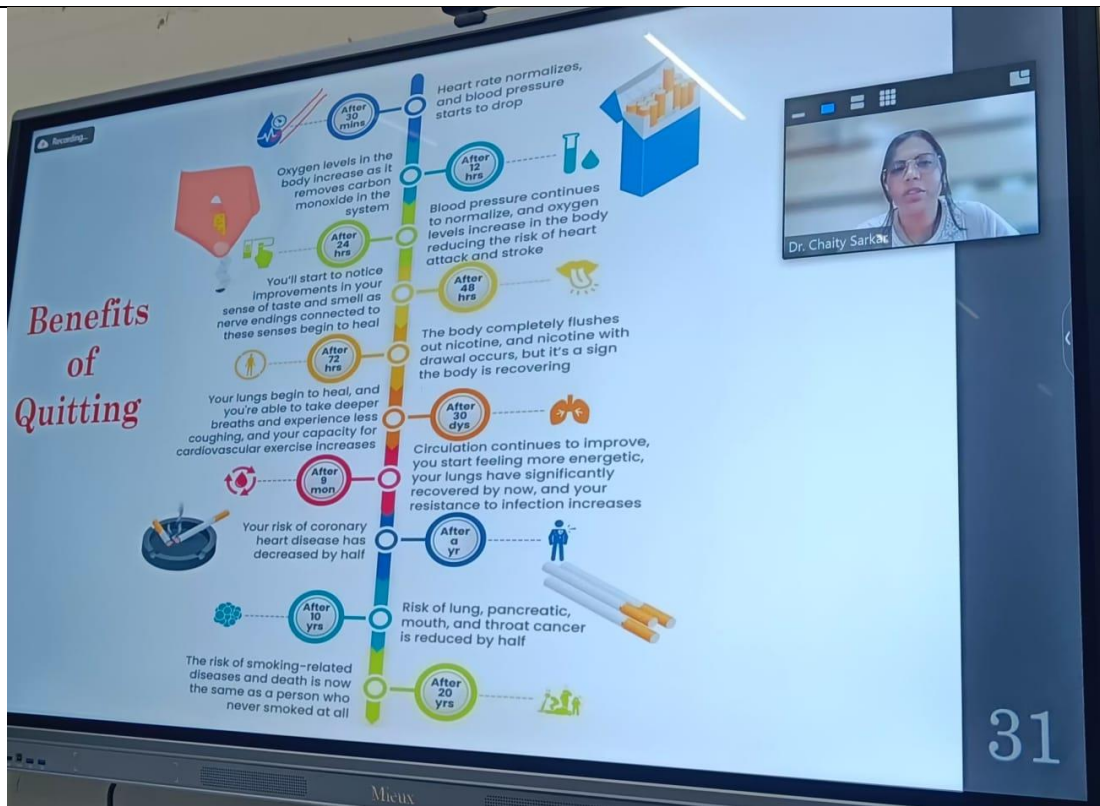 Recording...
After
30
mins
Heart rate normalizes,
and blood pressure
starts to drop
Oxygen levels in the
body increase as it
removes carbon
monoxide in the
system
After
12
hrs
After
24
hrs
Blood pressure continues
to normalize, and oxygen
levels increase in the body
reducing the risk of heart
attack and stroke
You'll start to notice
improvements in your
sense of taste and smell as
nerve endings connected to
these senses begin to heal
After
48
hrs
After
72
hrs
The body completely flushes
out nicotine, and nicotine with
drawal occurs, but it's a sign
the body is recovering
Your lungs begin to heal, and
you're able to take deeper
breaths and experience less
coughing, and your capacity for
cardiovascular exercise increases
After
30
dys
After
9
mon
Circulation continues to improve,
you start feeling more energetic,
your lungs have significantly
recovered by now, and your
resistance to infection increases
Your risk of coronary
heart disease has
decreased by half
After
a
yr
After
10
yrs
Risk of lung, pancreatic,
mouth, and throat cancer
is reduced by half
The risk of smoking-related
diseases and death is now
the same as a person who
never smoked at all
After
20
yrs
Benefits
of
Quitting
Dr. Chaity Sarkar
31
Mieux